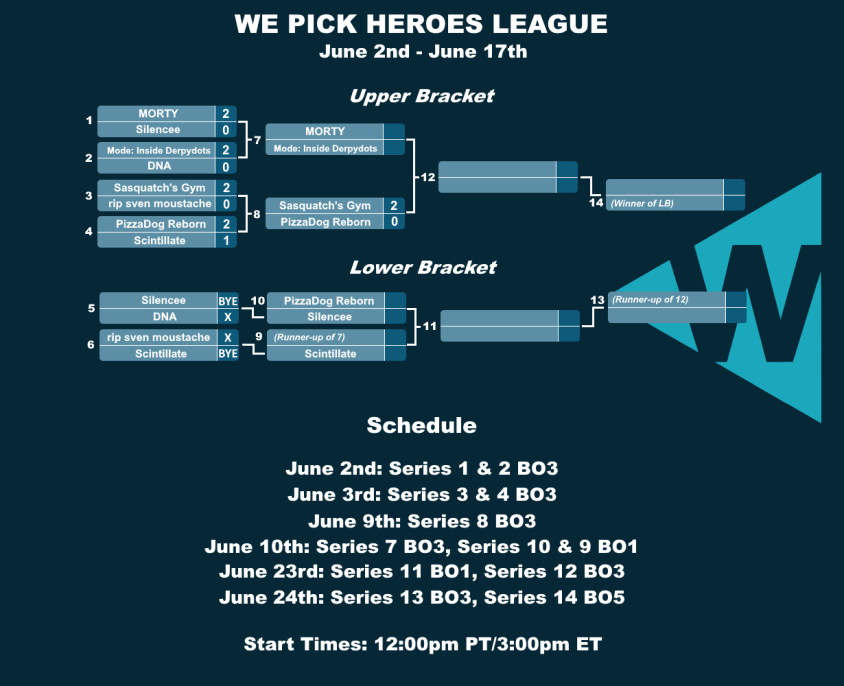 WE PICK HEROES LEAGUE
June 2nd - June 17th
Upper Bracket
1
MORTY 2
Silencee 0
2
Mode: Inside Derpydots 2
DNA 0
3
Sasquatch's Gym 2
rip sven moustache 0
4
PizzaDog Reborn 2
Scintillate 1
7
MORTY
Mode: Inside Derpydots
8
Sasquatch's Gym 2
PizzaDog Reborn 0
12
14
(Winner of LB)
Lower Bracket
5
Silencee BYE
DNA X
6
rip sven moustache X
Scintillate BYE
10
PizzaDog Reborn
Silencee
9
(Runner-up of 7)
Scintillate
11
13
(Runner-up of 12)
W
Schedule
June 2nd: Series 1 & 2 BO3
June 3rd: Series 3 & 4 BO3
June 9th: Series 8 BO3
June 10th: Series 7 BO3, Series 10 & 9 BO1
June 23rd: Series 11 BO1, Series 12 BO3
June 24th: Series 13 BO3, Series 14 BO5
Start Times: 12:00pm PT/3:00pm ET